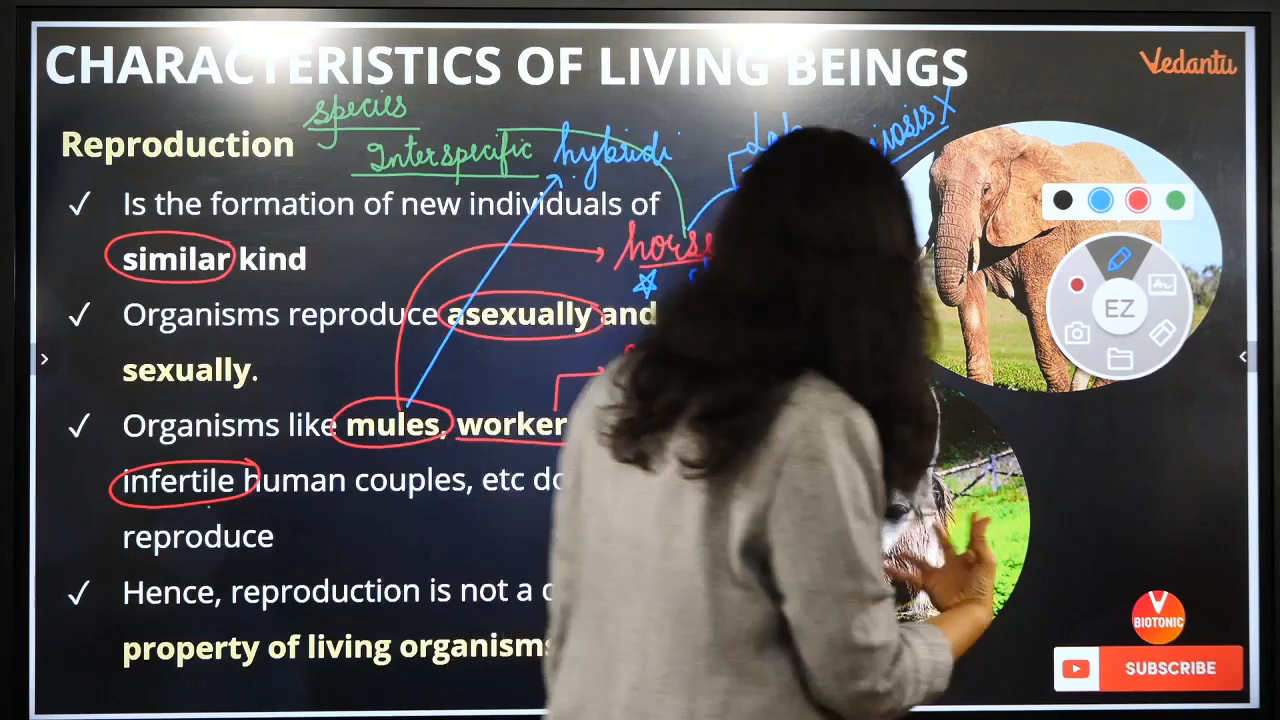 CHARACTERISTICS OF LIVING BEINGS
Vedantu
species
Reproduction
Interspecific hybridi
iosis X
✓ Is the formation of new individuals of
similar kind
horse
✓ Organisms reproduce asexually and
sexually.
EZ
✓ Organisms like mules, worker
infertile human couples, etc do
reproduce
✓ Hence, reproduction is not a
property of living organisms
BIOTONIC
SUBSCRIBE